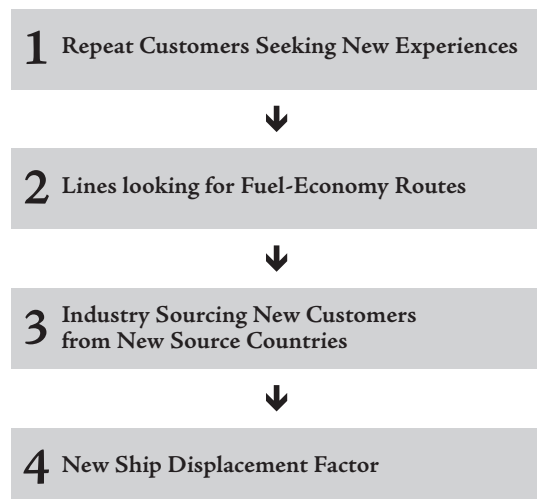 1 Repeat Customers Seeking New Experiences
2 Lines looking for Fuel-Economy Routes
3 Industry Sourcing New Customers
from New Source Countries
4 New Ship Displacement Factor